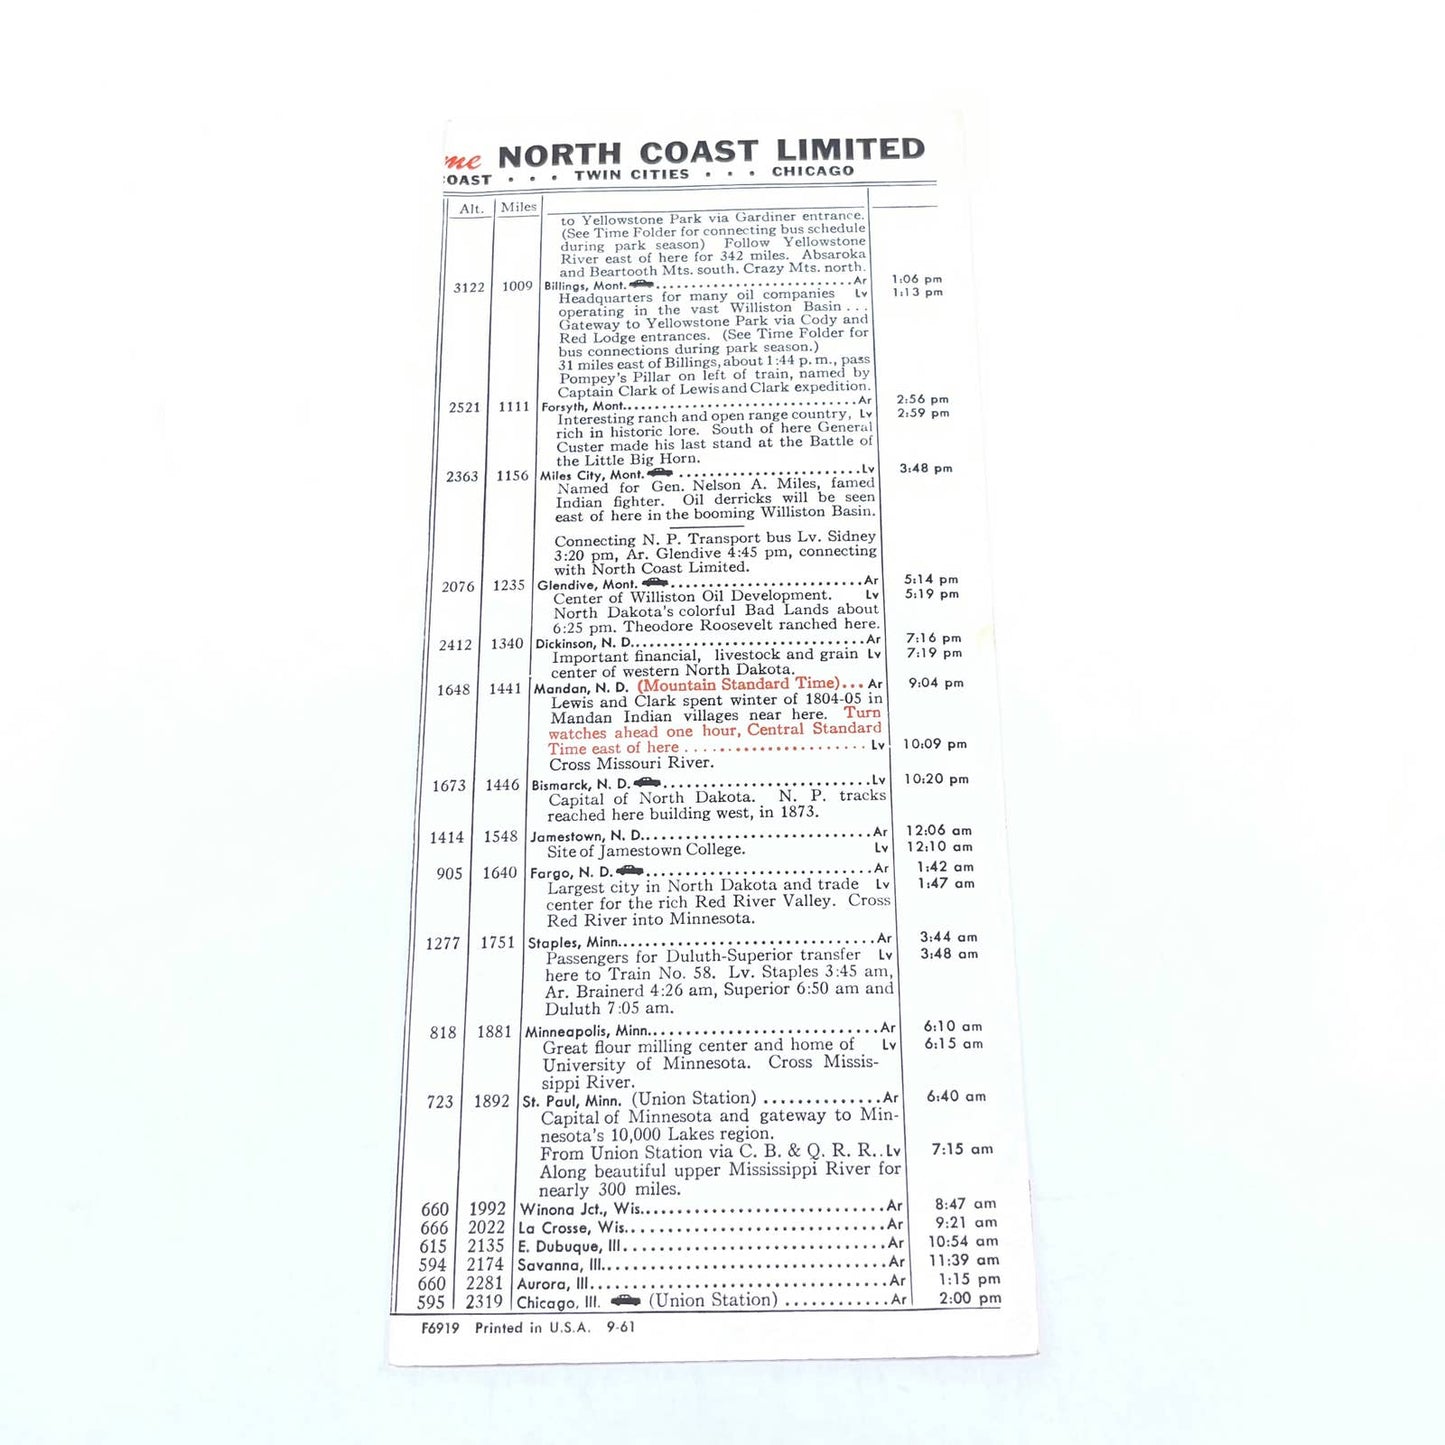 me NORTH COAST LIMITED
OAST . . . TWIN CITIES . . . CHICAGO
Alt. Miles
to Yellowstone Park via Gardiner entrance.
(See Time Folder for connecting bus schedule
during park season) Follow Yellowstone
River east of here for 342 miles. Absaroka
and Beartooth Mts. south. Crazy Mts. north.
3122 1009 Billings, Mont. Ar 1:06 pm
Headquarters for many oil companies Lv 1:13 pm
operating in the vast Williston Basin . . .
Gateway to Yellowstone Park via Cody and
Red Lodge entrances. (See Time Folder for
bus connections during park season.)
31 miles east of Billings, about 1:44 p. m., pass
Pompey's Pillar on left of train, named by
Captain Clark of Lewis and Clark expedition.
2521 1111 Forsyth, Mont. Ar 2:56 pm
Interesting ranch and open range country, Lv 2:59 pm
rich in historic lore. South of here General
Custer made his last stand at the Battle of
the Little Big Horn.
2363 1156 Miles City, Mont. Lv 3:48 pm
Named for Gen. Nelson A. Miles, famed
Indian fighter. Oil derricks will be seen
east of here in the booming Williston Basin.
Connecting N. P. Transport bus Lv. Sidney
3:20 pm, Ar. Glendive 4:45 pm, connecting
with North Coast Limited.
2076 1235 Glendive, Mont. Ar 5:14 pm
Center of Williston Oil Development. Lv 5:19 pm
North Dakota's colorful Bad Lands about
6:25 pm. Theodore Roosevelt ranched here.
2412 1340 Dickinson, N. D. Ar 7:16 pm
Important financial, livestock and grain Lv 7:19 pm
center of western North Dakota.
1648 1441 Mandan, N. D. (Mountain Standard Time)... Ar 9:04 pm
Lewis and Clark spent winter of 1804-05 in
Mandan Indian villages near here. Turn
watches ahead one hour, Central Standard
Time east of here Lv 10:09 pm
Cross Missouri River.
1673 1446 Bismarck, N. D. Lv 10:20 pm
Capital of North Dakota. N. P. tracks
reached here building west, in 1873.
1414 1548 Jamestown, N. D. Ar 12:06 am
Site of Jamestown College. Lv 12:10 am
905 1640 Fargo, N. D. Ar 1:42 am
Largest city in North Dakota and trade Lv 1:47 am
center for the rich Red River Valley. Cross
Red River into Minnesota.
1277 1751 Staples, Minn. Ar 3:44 am
Passengers for Duluth-Superior transfer Lv 3:48 am
here to Train No. 58. Lv. Staples 3:45 am,
Ar. Brainerd 4:26 am, Superior 6:50 am and
Duluth 7:05 am.
818 1881 Minneapolis, Minn. Ar 6:10 am
Great flour milling center and home of Lv 6:15 am
University of Minnesota. Cross Missis-
sippi River.
723 1892 St. Paul, Minn. (Union Station) Ar 6:40 am
Capital of Minnesota and gateway to Min-
nesota's 10,000 Lakes region.
From Union Station via C. B. & Q. R. R.. Lv 7:15 am
Along beautiful upper Mississippi River for
nearly 300 miles.
660 1992 Winona Jct., Wis. Ar 8:47 am
666 2022 La Crosse, Wis. Ar 9:21 am
615 2135 E. Dubuque, Ill. Ar 10:54 am
594 2174 Savanna, Ill. Ar 11:39 am
660 2281 Aurora, Ill. Ar 1:15 pm
595 2319 Chicago, Ill. (Union Station) Ar 2:00 pm
F6919 Printed in U.S.A. 9-61